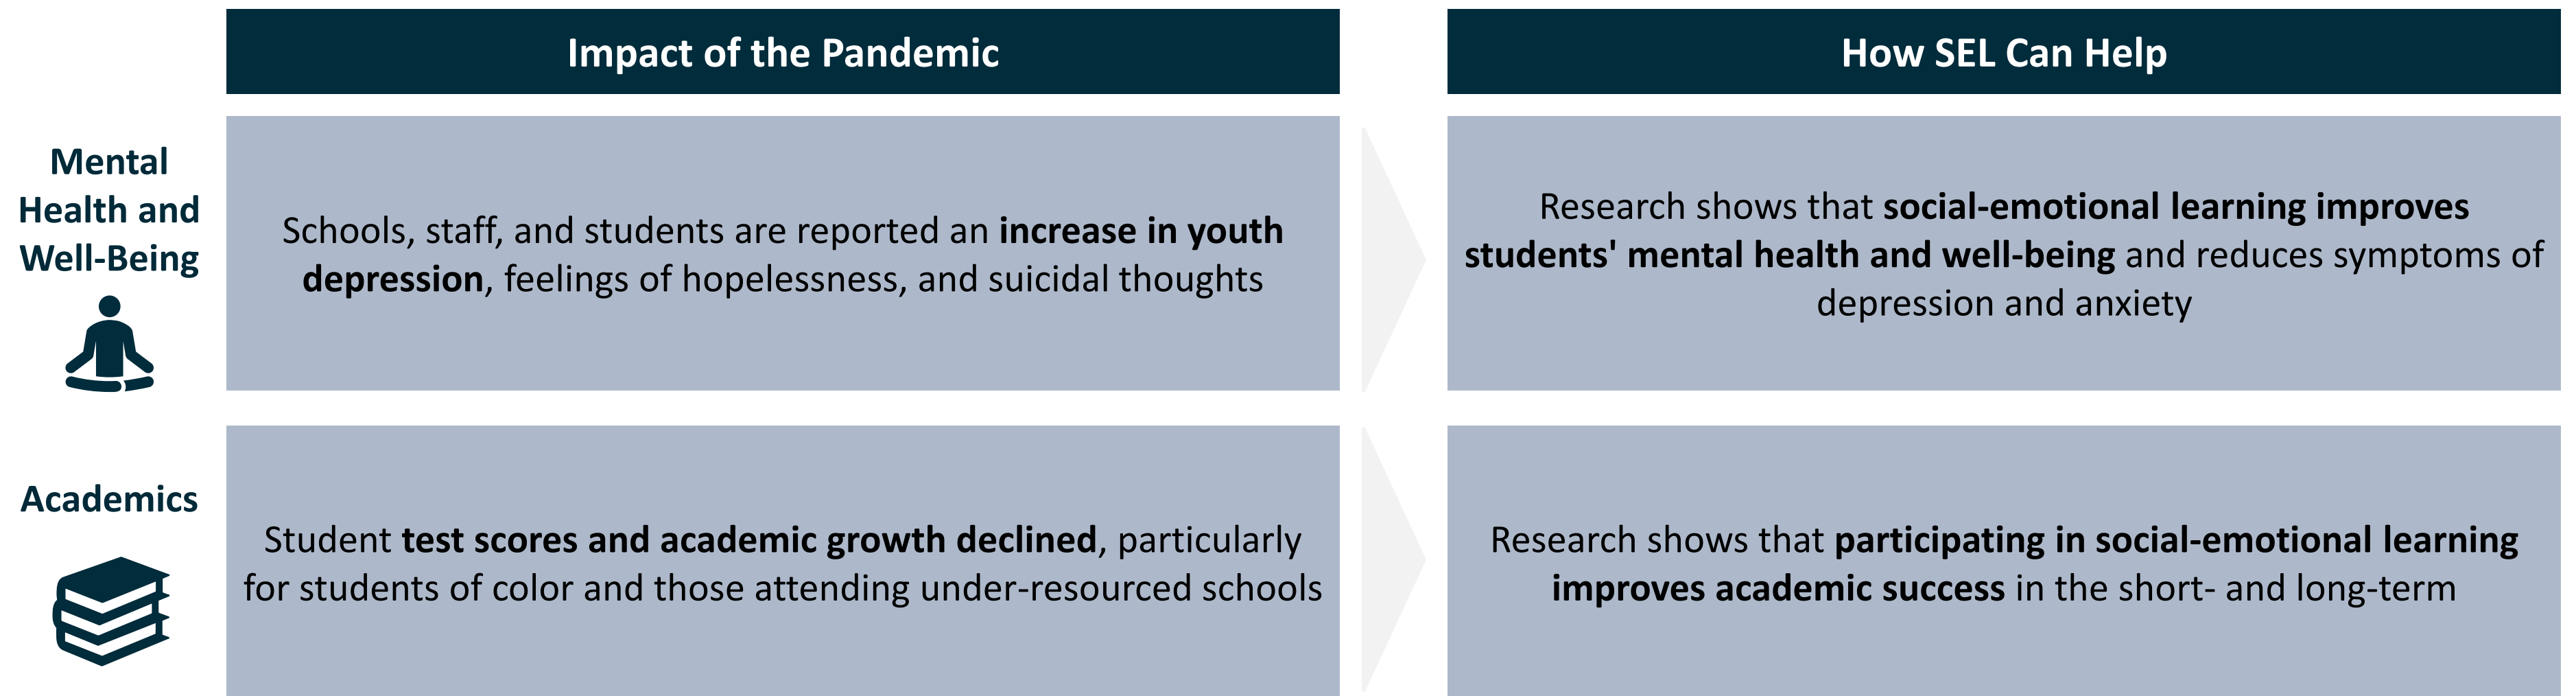 Impact of the Pandemic
How SEL Can Help
Mental
Health and
Well-Being
Schools, staff, and students are reported an increase in youth
depression, feelings of hopelessness, and suicidal thoughts
Research shows that social-emotional learning improves
students' mental health and well-being and reduces symptoms of
depression and anxiety
Academics
Student test scores and academic growth declined, particularly
for students of color and those attending under-resourced schools
Research shows that participating in social-emotional learning
improves academic success in the short- and long-term